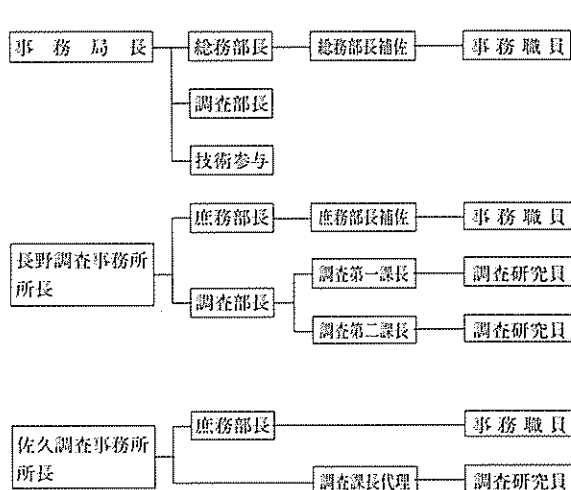 事務局長 総務部長 総務部長補佐 事務職員
調査部長
技術参与
庶務部長 庶務部長補佐 事務職員
長野調査事務所
所長
調査第一課長 調査研究員
調査部長
調査第二課長 調査研究員
庶務部長 事務職員
佐久調査事務所
所長
調査課長代理 調査研究員